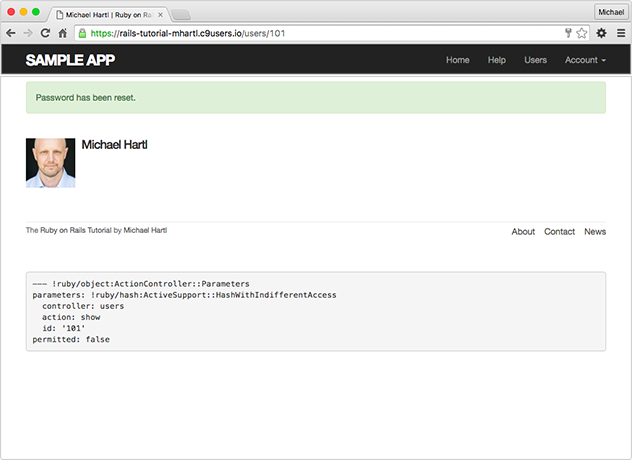 Michael Hartl | Ruby on Ra
Michael
https://rails-tutorial-mhartl.c9users.io/users/101
SAMPLE APP
Home Help Users Account
Password has been reset.
Michael Hartl
The Ruby on Rails Tutorial by Michael Hartl
About Contact News
--- !ruby/object:ActionController::Parameters
parameters: !ruby/hash:ActiveSupport::HashWithIndifferentAccess
  controller: users
  action: show
  id: '101'
permitted: false